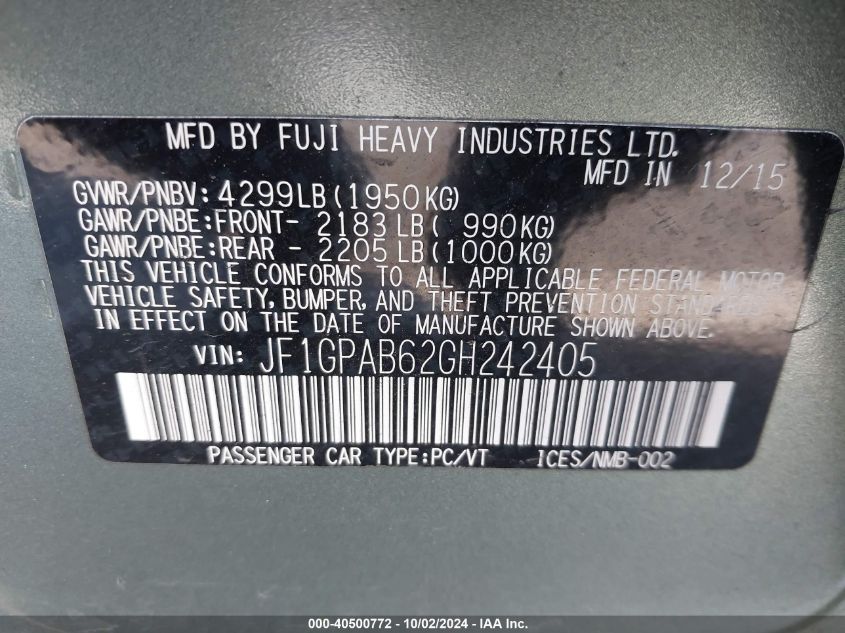 MFD BY FUJI HEAVY INDUSTRIES LTD.
MFD IN 12/15
GVWR/PNBV: 4299LB(1950KG)
GAWR/PNBE:FRONT- 2183LB( 990KG)
GAWR/PNBE:REAR - 2205LB(1000KG)
THIS VEHICLE CONFORMS TO ALL APPLICABLE FEDERAL MOTOR
VEHICLE SAFETY, BUMPER, AND THEFT PREVENTION STANDARDS
IN EFFECT ON THE DATE OF MANUFACTURE SHOWN ABOVE.
VIN: JF1GPAB62GH242405
PASSENGER CAR TYPE:PC/VT ICES/NMB-002
000-40500772 - 10/02/2024 - IAA Inc.